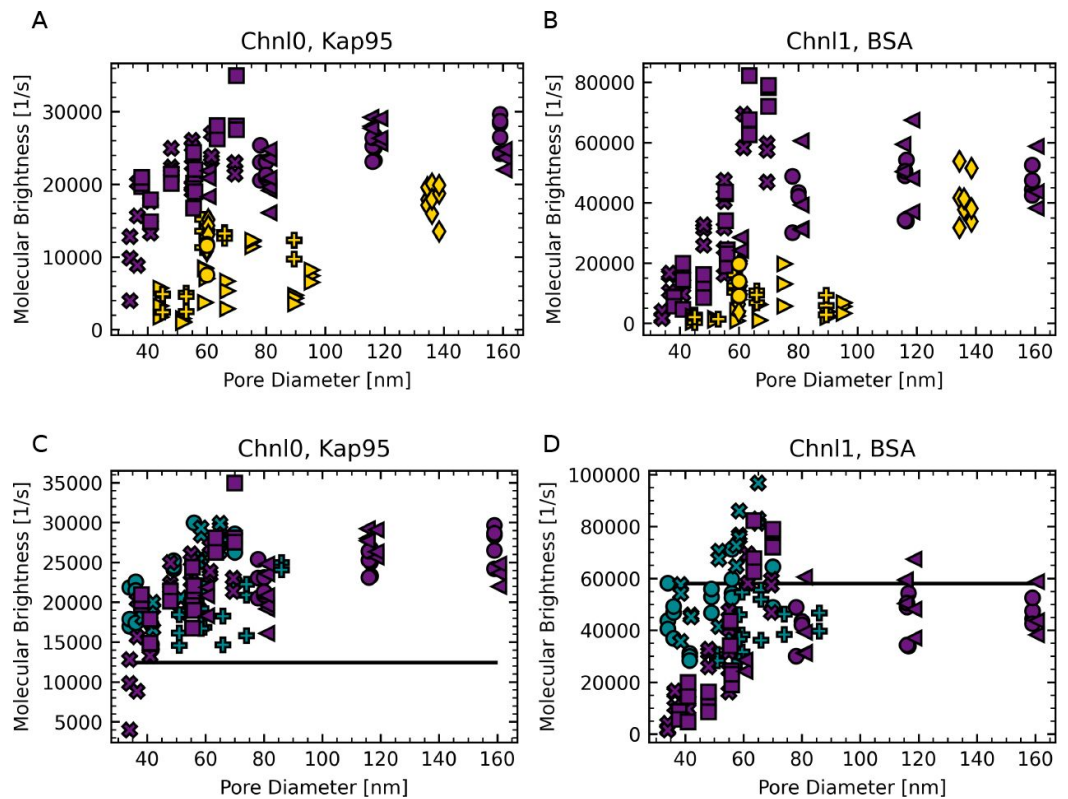 A
Chnl0, Kap95
Molecular Brightness [1/s]
30000
20000
10000
0
40 60 80 100 120 140 160
Pore Diameter [nm]
B
Chnl1, BSA
Molecular Brightness [1/s]
80000
60000
40000
20000
0
40 60 80 100 120 140 160
Pore Diameter [nm]
C
Chnl0, Kap95
Molecular Brightness [1/s]
35000
30000
25000
20000
15000
10000
5000
40 60 80 100 120 140 160
Pore Diameter [nm]
D
Chnl1, BSA
Molecular Brightness [1/s]
100000
80000
60000
40000
20000
0
40 60 80 100 120 140 160
Pore Diameter [nm]